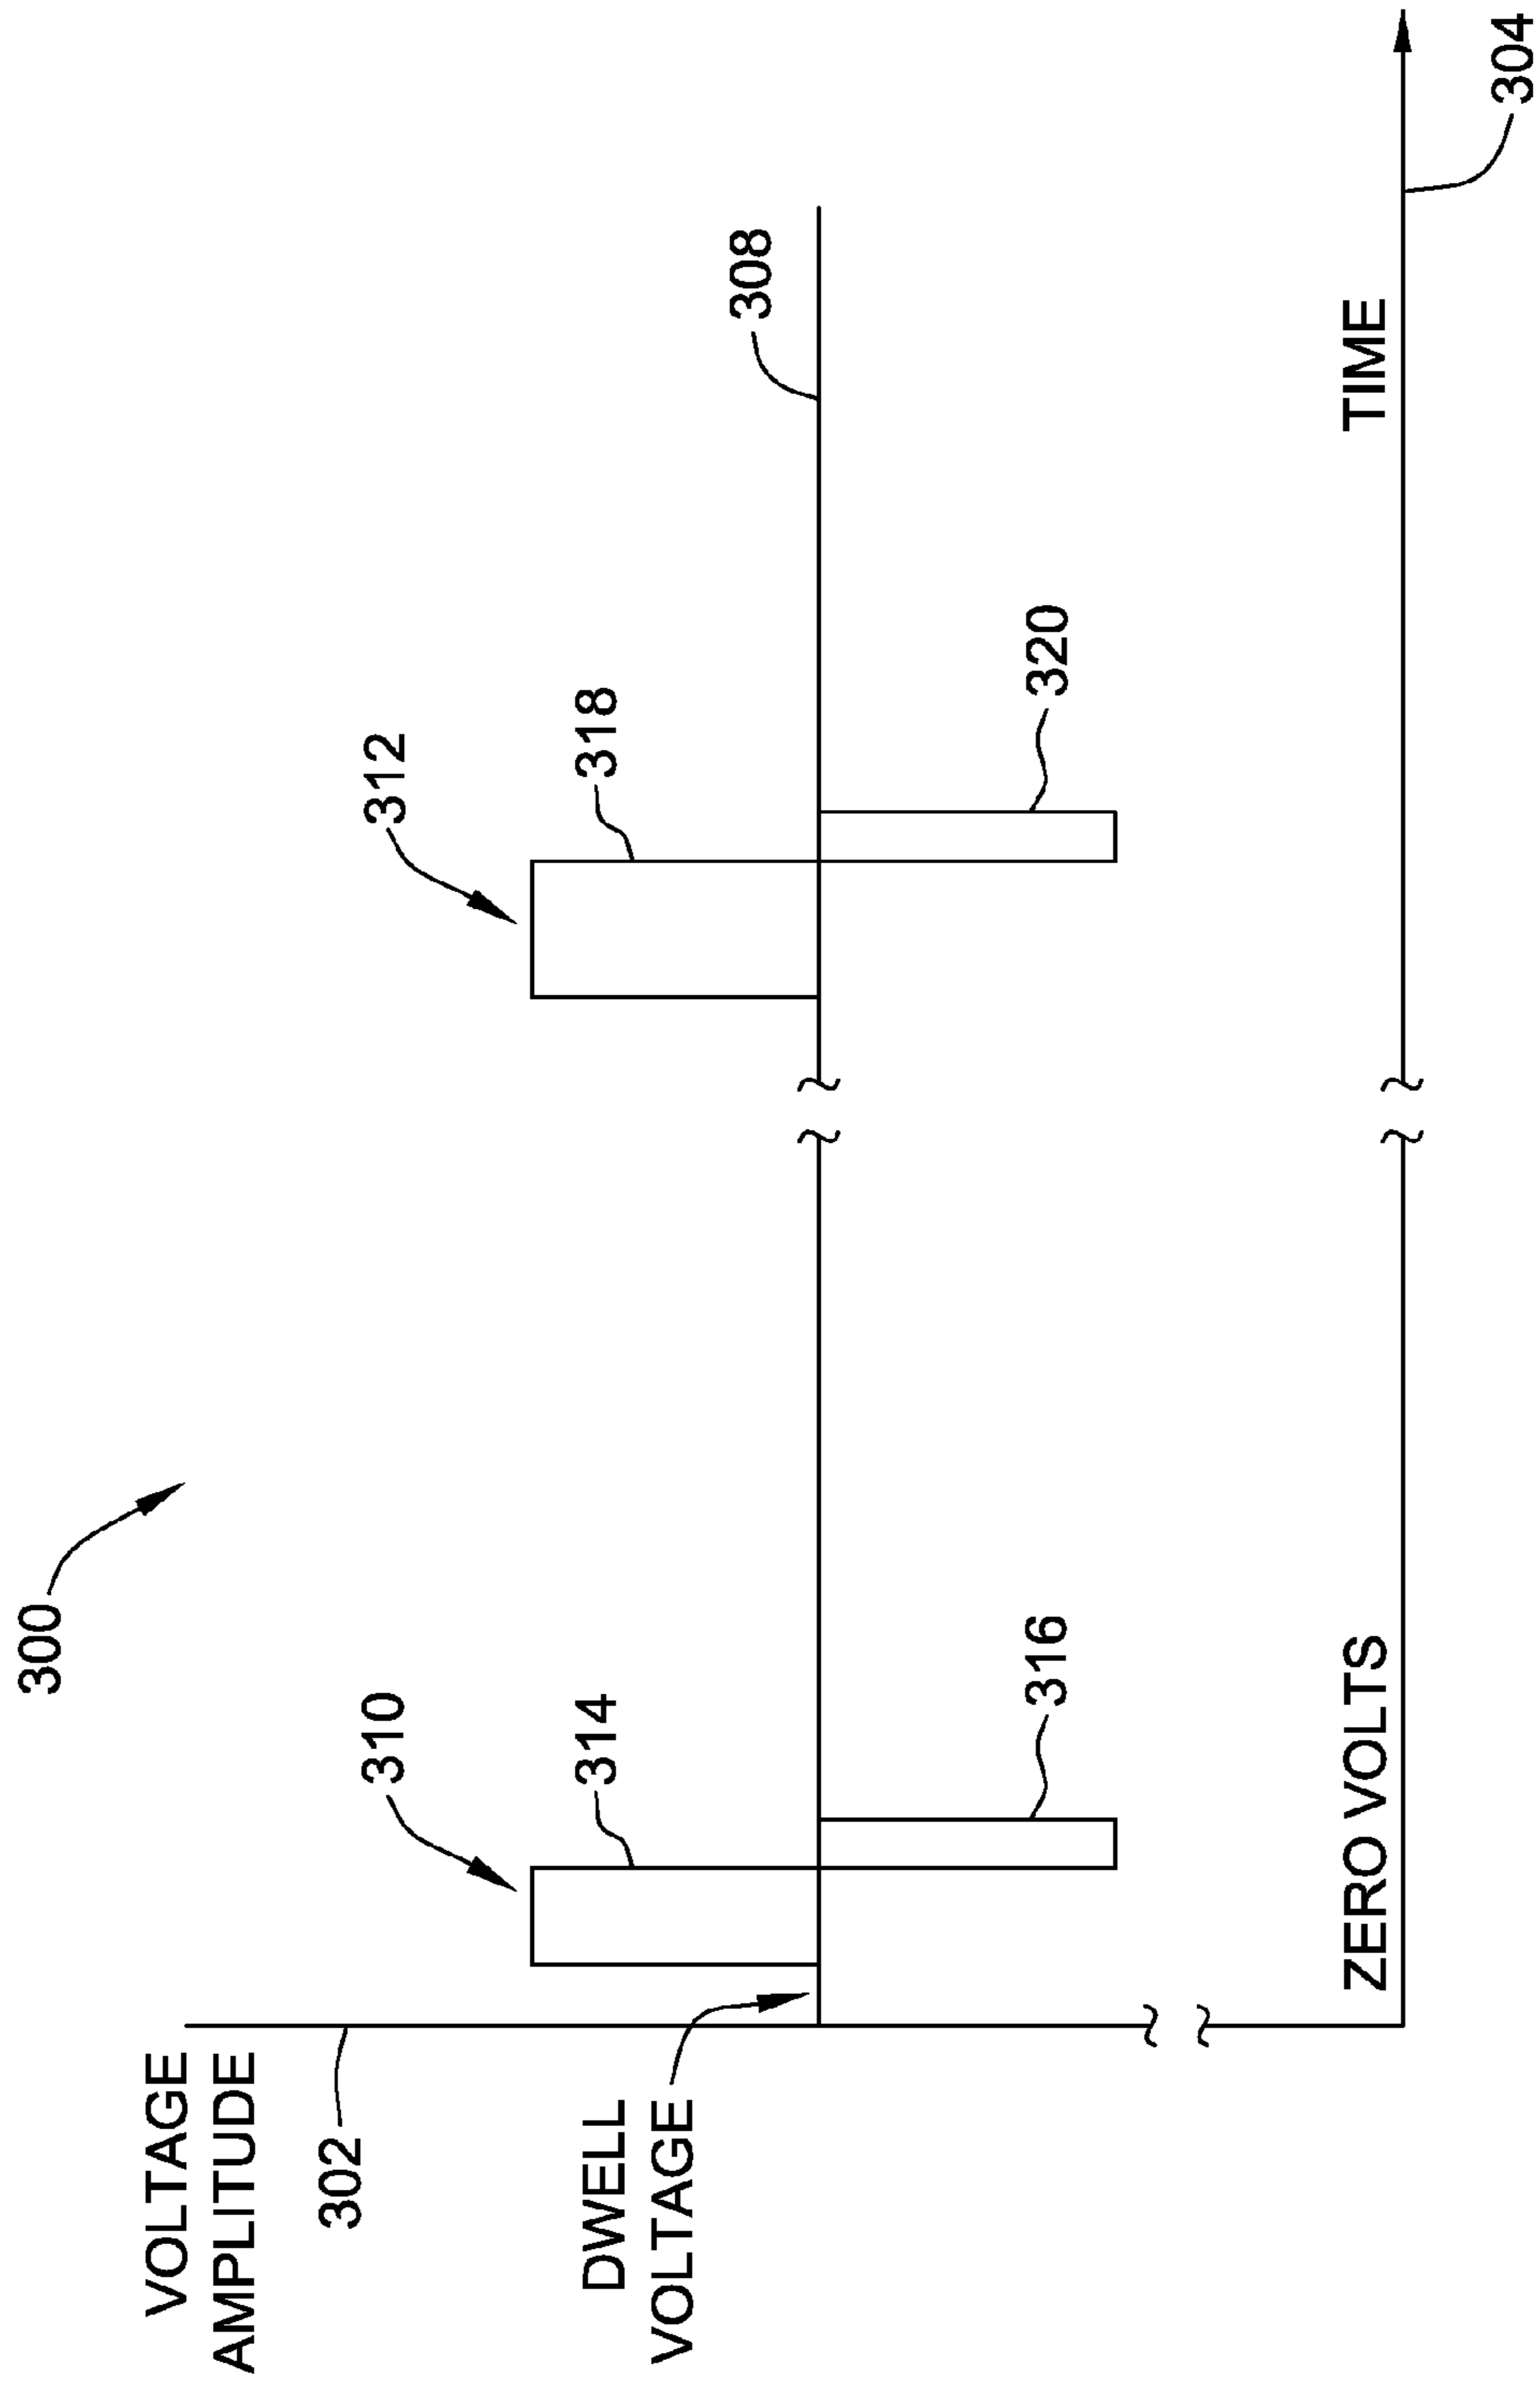 300
VOLTAGE
AMPLITUDE
302
310
312
314
318
DWELL
VOLTAGE
308
316
320
ZERO VOLTS
TIME
304